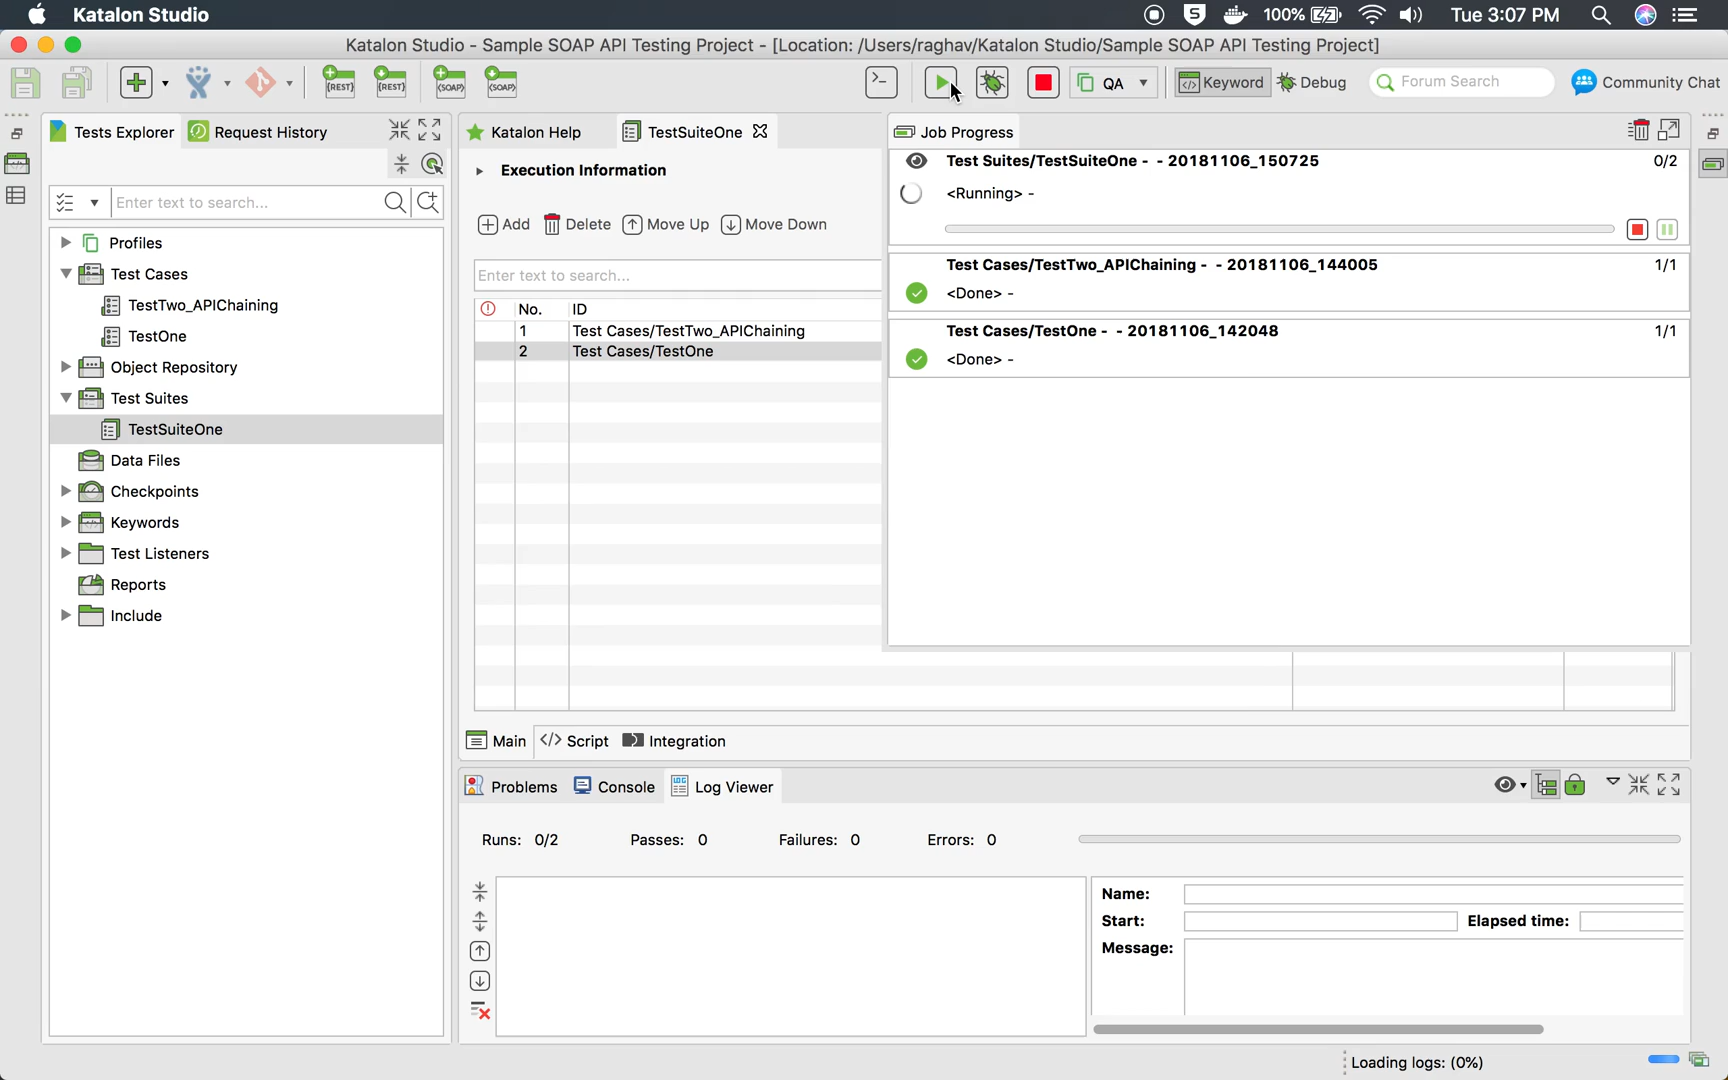 Katalon Studio
100%
Tue 3:07 PM
Katalon Studio - Sample SOAP API Testing Project - [Location: /Users/raghav/Katalon Studio/Sample SOAP API Testing Project]
REST
REST
SOAP
SOAP
QA
Keyword
Debug
Forum Search
Community Chat
Tests Explorer
Request History
Enter text to search...
Profiles
Test Cases
TestTwo_APIChaining
TestOne
Object Repository
Test Suites
TestSuiteOne
Data Files
Checkpoints
Keywords
Test Listeners
Reports
Include
Katalon Help
TestSuiteOne
Execution Information
Add
Delete
Move Up
Move Down
Enter text to search...
No.
ID
1 Test Cases/TestTwo_APIChaining
2 Test Cases/TestOne
Job Progress
Test Suites/TestSuiteOne - - 20181106_150725 0/2
<Running> -
Test Cases/TestTwo_APIChaining - - 20181106_144005 1/1
<Done> -
Test Cases/TestOne - - 20181106_142048 1/1
<Done> -
Main
Script
Integration
Problems
Console
Log Viewer
Runs: 0/2
Passes: 0
Failures: 0
Errors: 0
Name:
Start:
Elapsed time:
Message:
Loading logs: (0%)